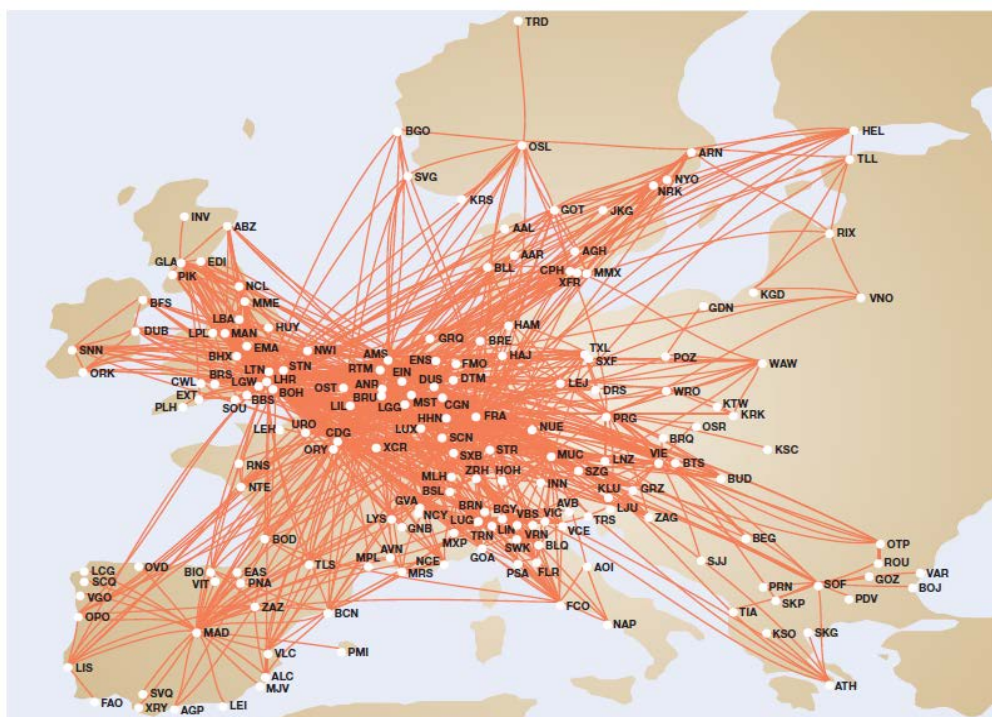 TRD
BGO
HEL
OSL
ARN
TLL
SVG
NYO
NRK
KRS
INV
ABZ
GOT
JKG
AAL
RIX
GLA
EDI
AAR
AGH
PIK
BLL
CPH
MMX
XFR
NCL
KGD
VNO
BFS
MME
GDN
LBA
HUY
HAM
DUB
LPL
MAN
GRQ
BRE
SNN
EMA
NWI
AMS
ENS
HAJ
TXL
SXF
POZ
WAW
BHX
STN
RTM
EIN
FMO
ORK
LTN
LHR
OST
ANR
DUS
DTM
LEJ
DRS
WRO
CWL
BRS
LGW
BOH
BRU
MST
CGN
KTW
EXT
BBS
LIL
LGG
KRK
PLH
SOU
HHN
FRA
PRG
OSR
LEH
URO
LUX
NUE
BRQ
CDG
SCN
ORY
XCR
SXB
STR
MUC
LNZ
VIE
BTS
KSC
RNS
MLH
ZRH
HOH
SZG
BUD
NTE
BSL
INN
KLU
GRZ
GVA
NCY
BRN
BGY
VBS
VIC
AVB
LJU
ZAG
LYS
GNB
LUG
LIN
VCE
TRS
BOD
TRN
VRN
MXP
SWK
BLQ
BEG
OTP
AVN
GOA
LCG
OVD
BIO
EAS
TLS
MPL
NCE
PSA
FLR
AOI
SJJ
ROU
SCQ
VIT
PNA
MRS
GOZ
VAR
VGO
PRN
SOF
BOJ
ZAZ
BCN
FCO
SKP
PDV
OPO
TIA
MAD
NAP
KSO
SKG
VLC
PMI
LIS
ALC
MJV
ATH
SVQ
FAO
XRY
AGP
LEI